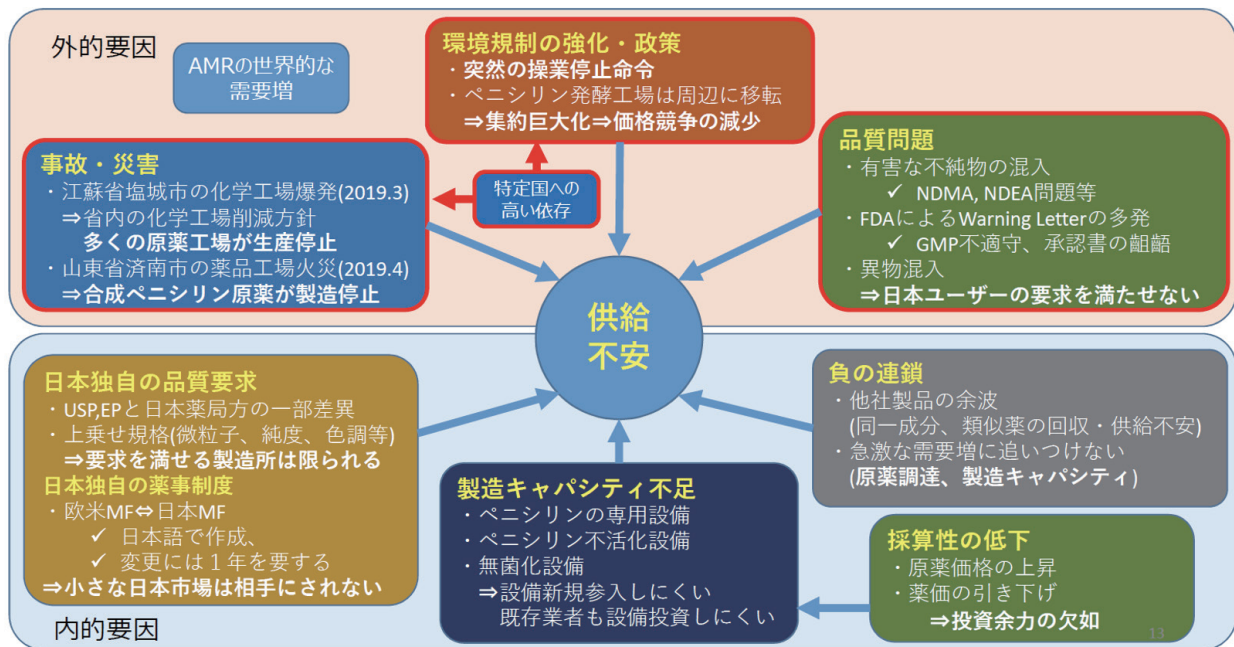 外的要因
AMRの世界的な
需要増
環境規制の強化・政策
・突然の操業停止命令
・ペニシリン発酵工場は周辺に移転
⇒集約巨大化⇒価格競争の減少
事故・災害
・江蘇省塩城市の化学工場爆発(2019.3)
⇒省内の化学工場削減方針
多くの原薬工場が生産停止
・山東省済南市の薬品工場火災(2019.4)
⇒合成ペニシリン原薬が製造停止
特定国への
高い依存
品質問題
・有害な不純物の混入
✓ NDMA, NDEA問題等
・FDAによるWarning Letterの多発
✓ GMP不適守、承認書の齟齬
・異物混入
⇒日本ユーザーの要求を満たせない
供給
不安
日本独自の品質要求
・USP,EPと日本薬局方の一部差異
・上乗せ規格(微粒子、純度、色調等)
⇒要求を満せる製造所は限られる
日本独自の薬事制度
・欧米MF⇔日本MF
✓ 日本語で作成、
✓ 変更には１年を要する
⇒小さな日本市場は相手にされない
製造キャパシティ不足
・ペニシリンの専用設備
・ペニシリン不活化設備
・無菌化設備
⇒設備新規参入しにくい
既存業者も設備投資しにくい
負の連鎖
・他社製品の余波
(同一成分、類似薬の回収・供給不安)
・急激な需要増に追いつけない
(原薬調達、製造キャパシティ)
採算性の低下
・原薬価格の上昇
・薬価の引き下げ
⇒投資余力の欠如
内的要因
13